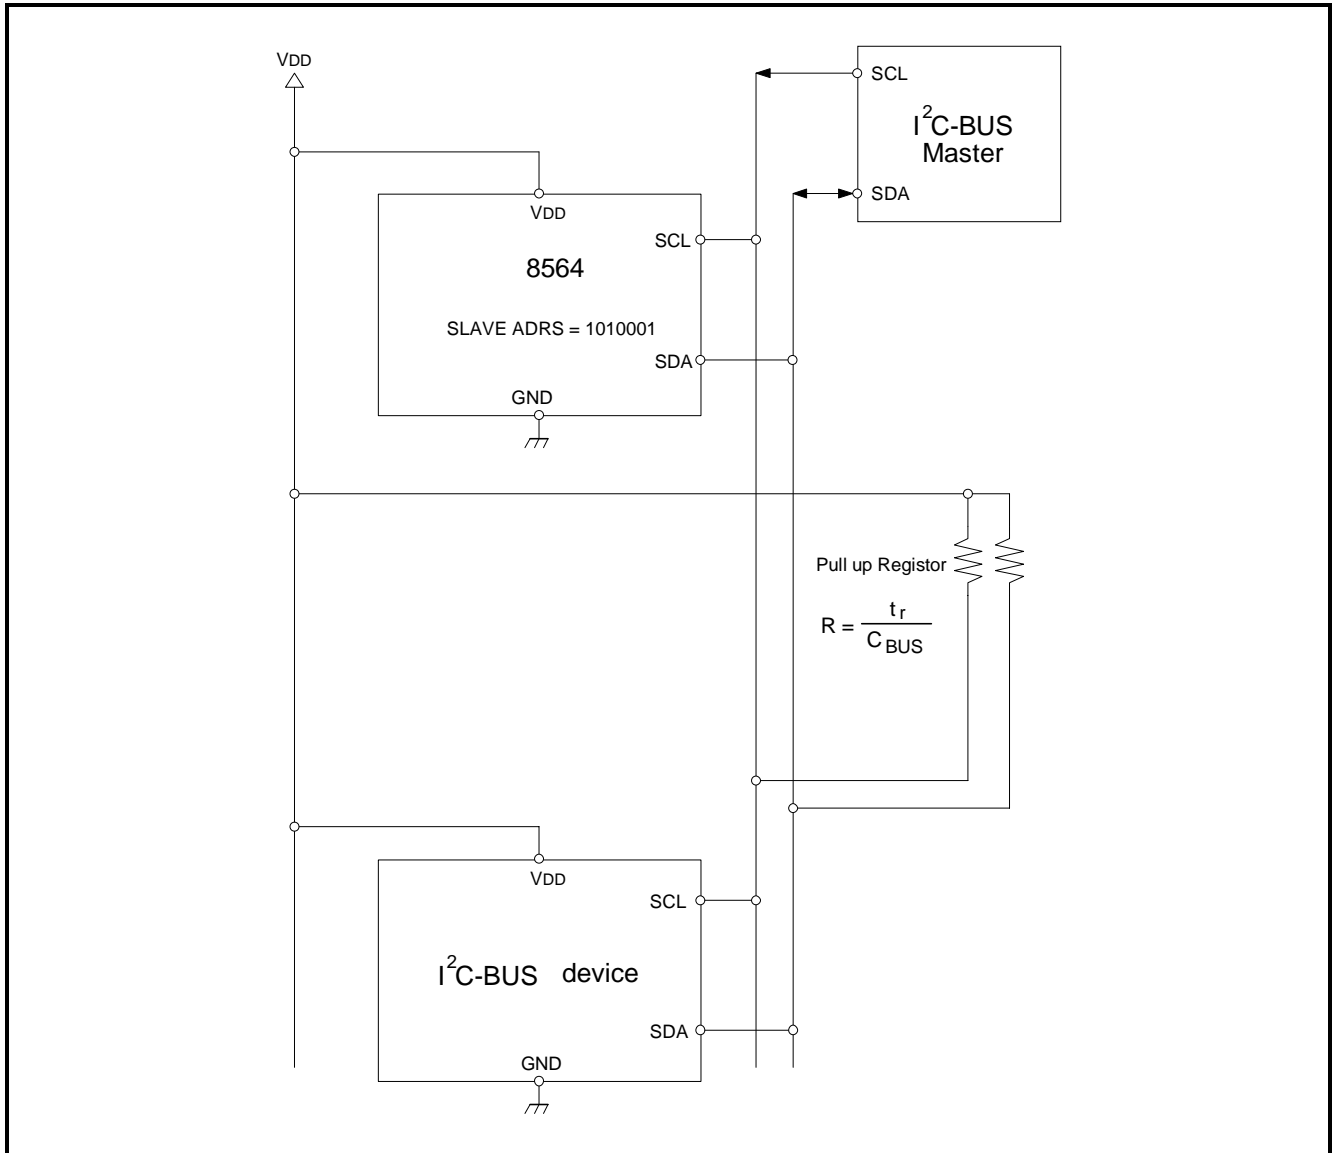 VDD
SCL
I2C-BUS
Master
SDA
VDD
SCL
8564
SLAVE ADRS = 1010001
SDA
GND
Pull up Registor
R = tr / CBUS
VDD
SCL
I2C-BUS device
SDA
GND